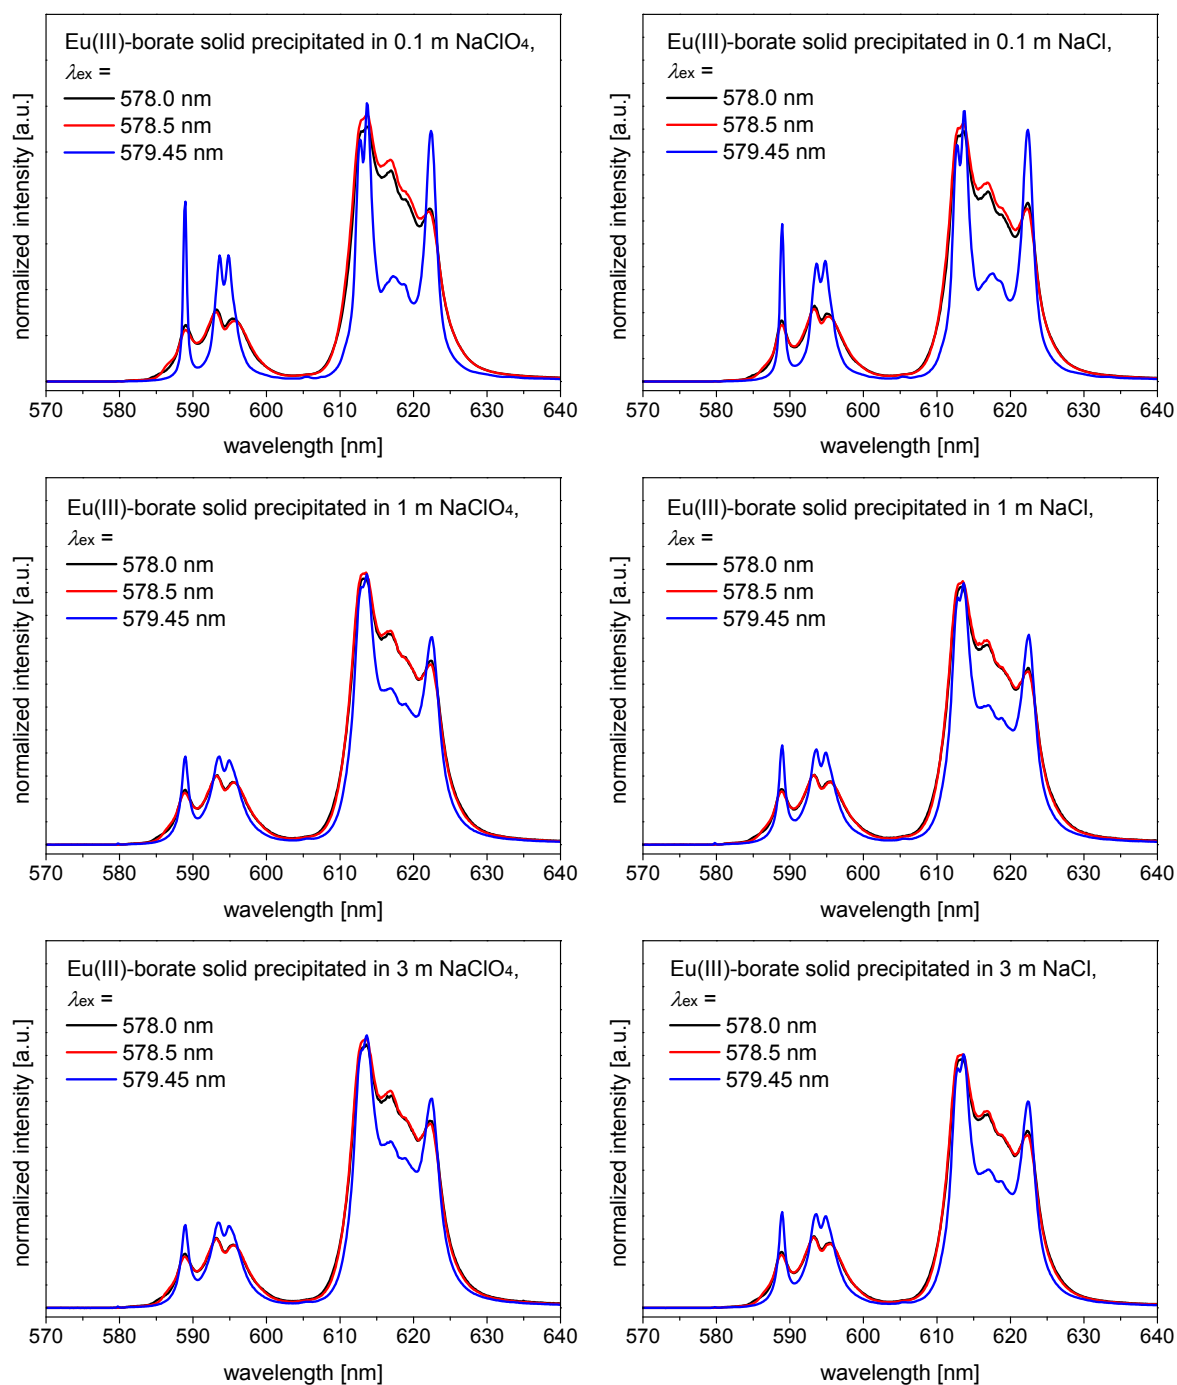 Eu(III)-borate solid precipitated in 0.1 m NaClO4,
λex =
578.0 nm
578.5 nm
579.45 nm
normalized intensity [a.u.]
570 580 590 600 610 620 630 640
wavelength [nm]
Eu(III)-borate solid precipitated in 0.1 m NaCl,
λex =
578.0 nm
578.5 nm
579.45 nm
normalized intensity [a.u.]
570 580 590 600 610 620 630 640
wavelength [nm]
Eu(III)-borate solid precipitated in 1 m NaClO4,
λex =
578.0 nm
578.5 nm
579.45 nm
normalized intensity [a.u.]
570 580 590 600 610 620 630 640
wavelength [nm]
Eu(III)-borate solid precipitated in 1 m NaCl,
λex =
578.0 nm
578.5 nm
579.45 nm
normalized intensity [a.u.]
570 580 590 600 610 620 630 640
wavelength [nm]
Eu(III)-borate solid precipitated in 3 m NaClO4,
λex =
578.0 nm
578.5 nm
579.45 nm
normalized intensity [a.u.]
570 580 590 600 610 620 630 640
wavelength [nm]
Eu(III)-borate solid precipitated in 3 m NaCl,
λex =
578.0 nm
578.5 nm
579.45 nm
normalized intensity [a.u.]
570 580 590 600 610 620 630 640
wavelength [nm]